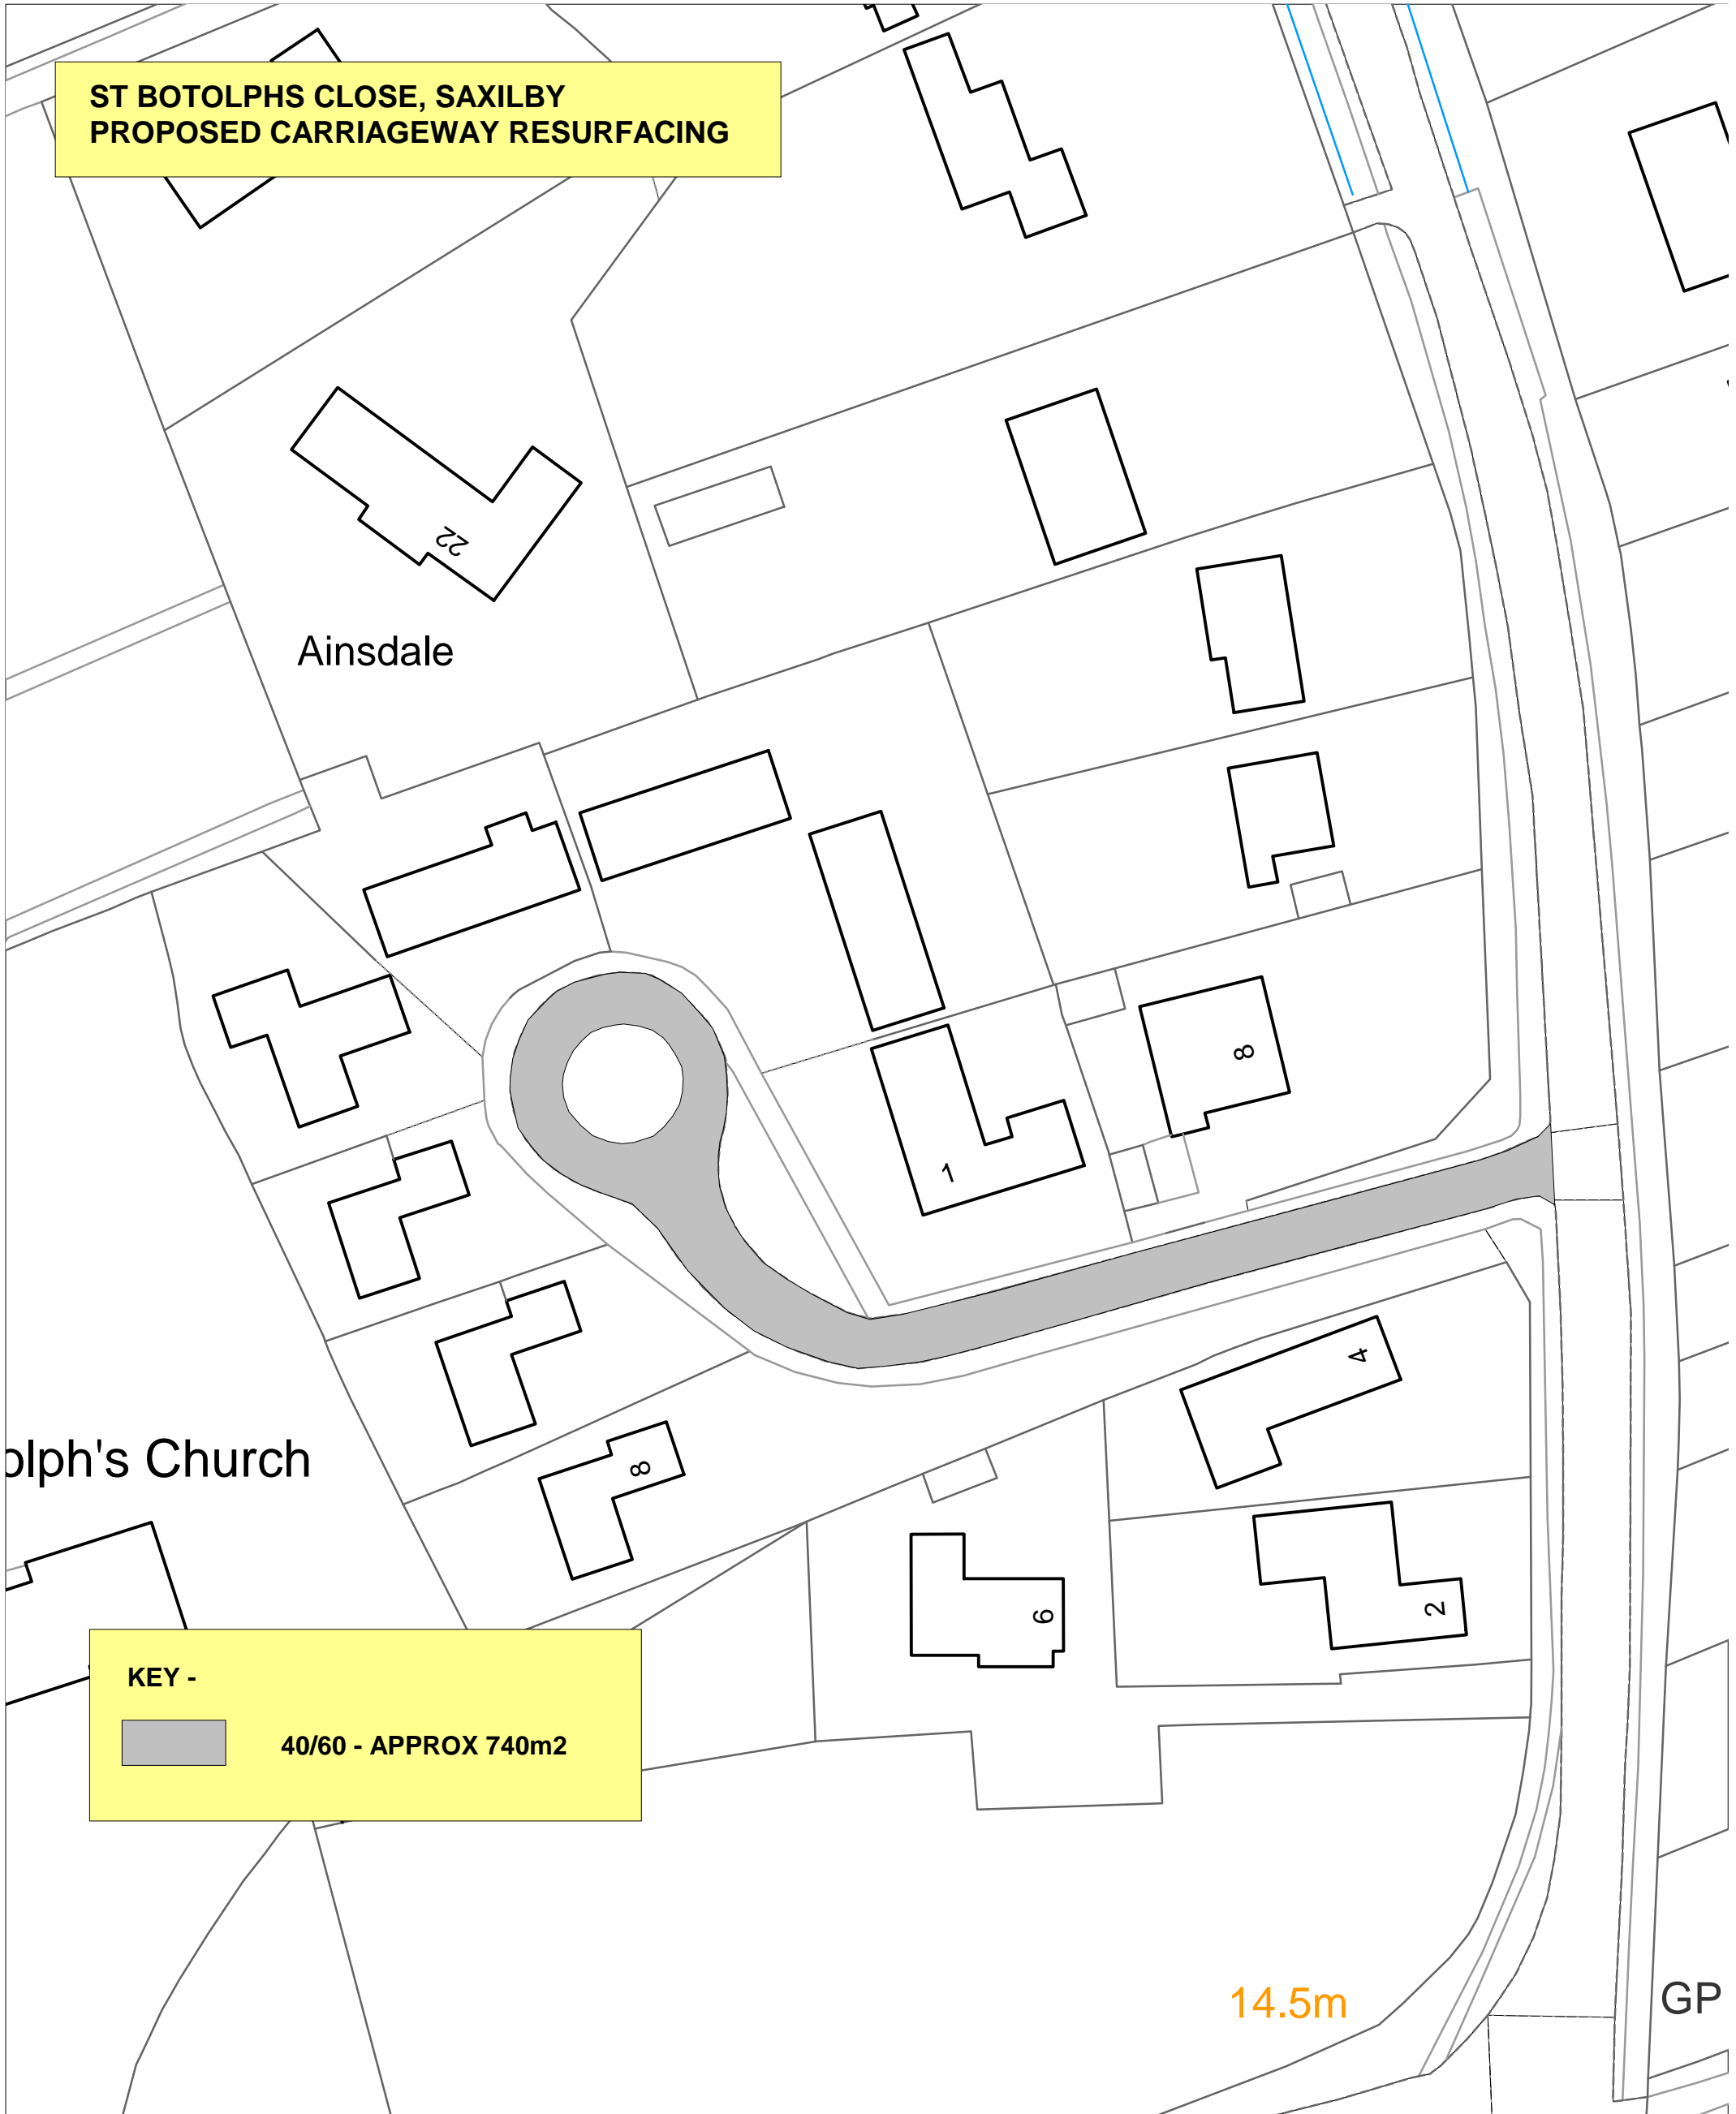 ST BOTOLPHS CLOSE, SAXILBY
PROPOSED CARRIAGEWAY RESURFACING
22
Ainsdale
8
1
4
olph's Church
8
6
2
KEY -
40/60 - APPROX 740m2
14.5m
GP